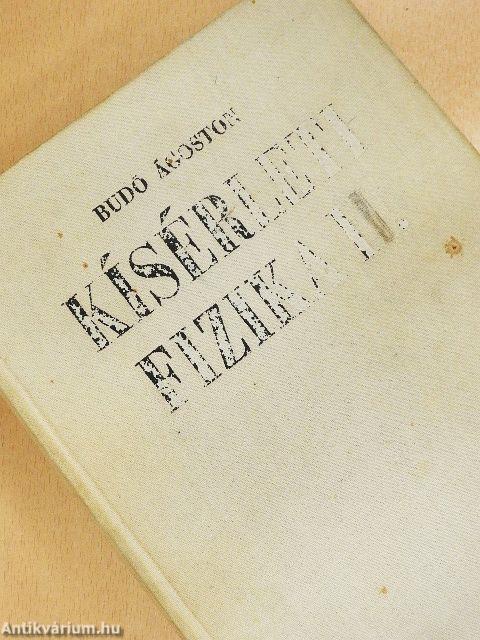 BUDÓ ÁGOSTON
KÍSÉRLETI
FIZIKA II.
Antikvárium.hu